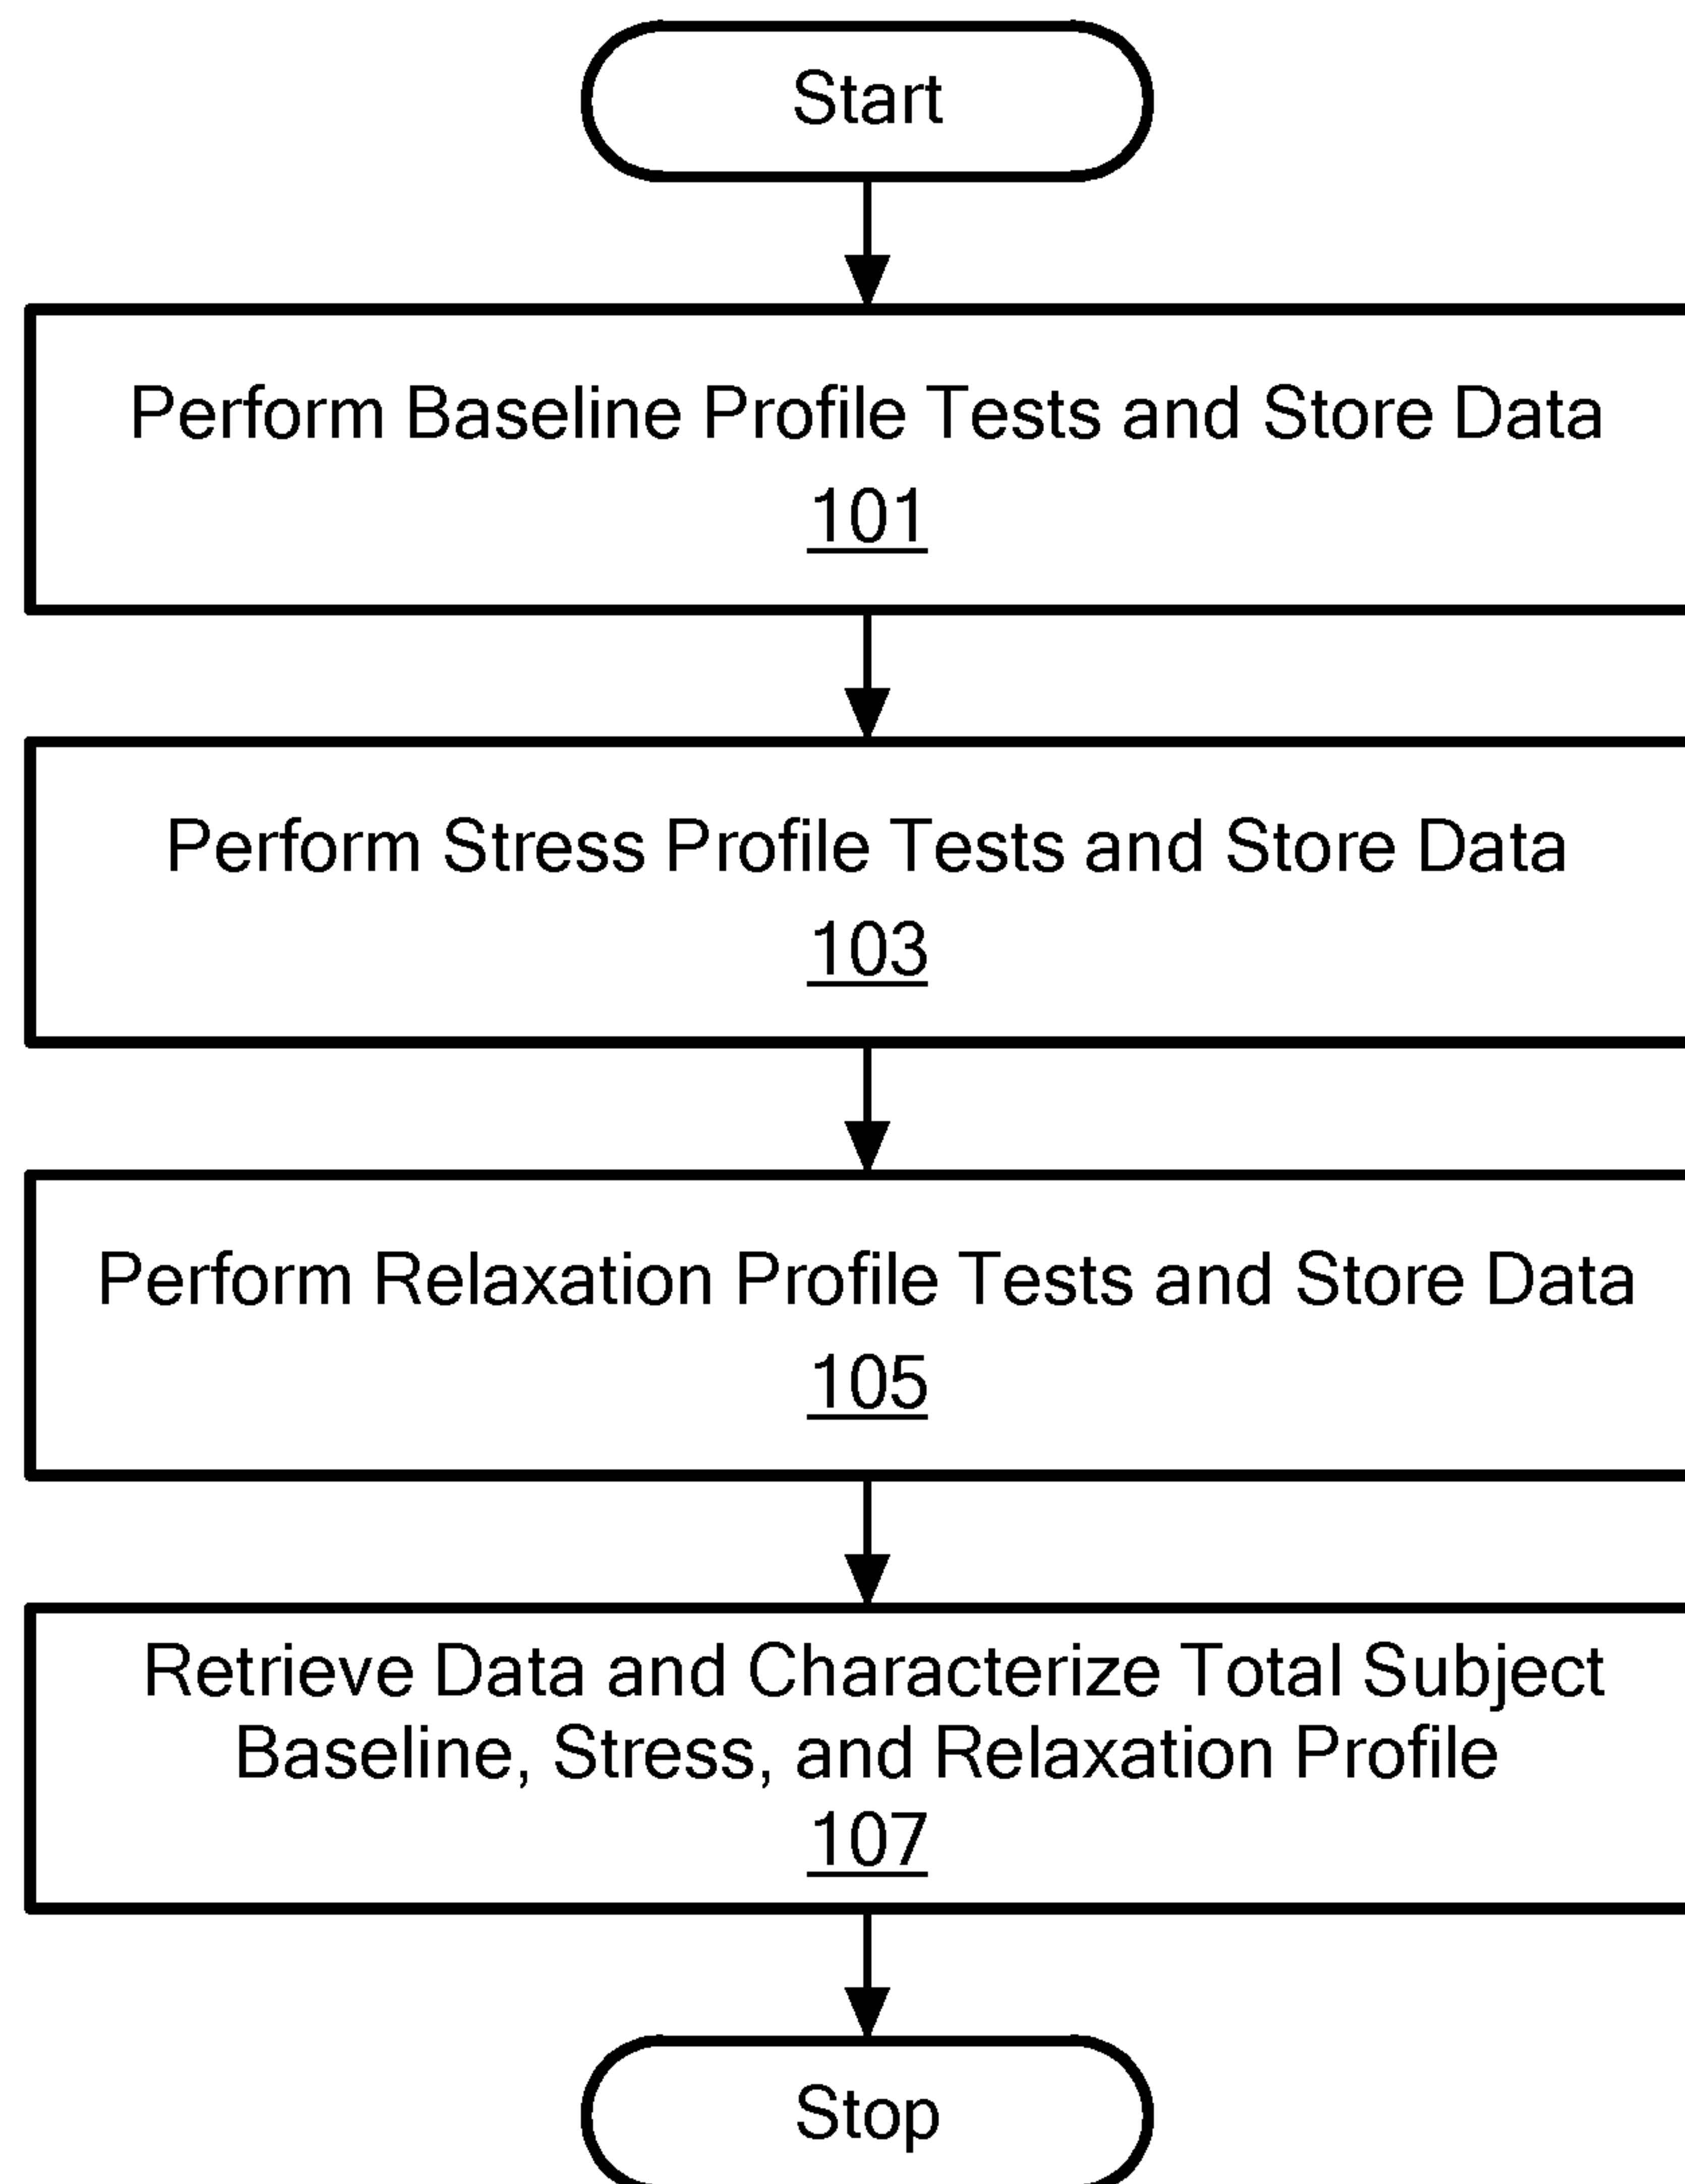 Start
Perform Baseline Profile Tests and Store Data
101
Perform Stress Profile Tests and Store Data
103
Perform Relaxation Profile Tests and Store Data
105
Retrieve Data and Characterize Total Subject
Baseline, Stress, and Relaxation Profile
107
Stop